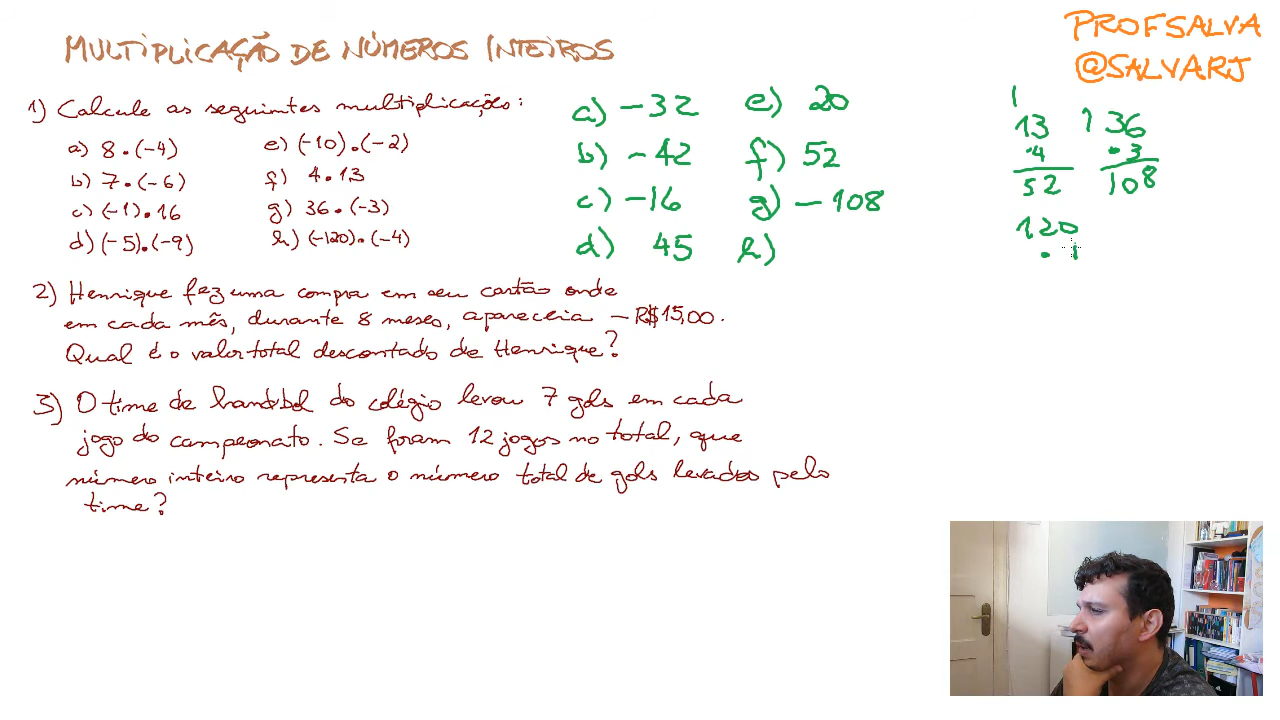 MULTIPLICAÇÃO DE NÚMEROS INTEIROS
PROFSALVA
@SALVARJ
1) Calcule as seguintes multiplicações:
a) 8 . (-4)
b) 7 . (-6)
c) (-1) . 16
d) (-5) . (-9)
e) (-10) . (-2)
f) 4 . 13
g) 36 . (-3)
h) (-120) . (-4)
a) -32
b) -42
c) -16
d) 45
e) 20
f) 52
g) -108
h)
1
13
.4
52
1 36
.3
108
120
.
2) Henrique fez uma compra em seu cartão onde
em cada mês, durante 8 meses, apareceia -R$15,00.
Qual é o valor total descontado de Henrique?
3) O time de handebol do colégio levou 7 gols em cada
jogo do campeonato. Se foram 12 jogos no total, que
número inteiro representa o número total de gols levados pelo
time?